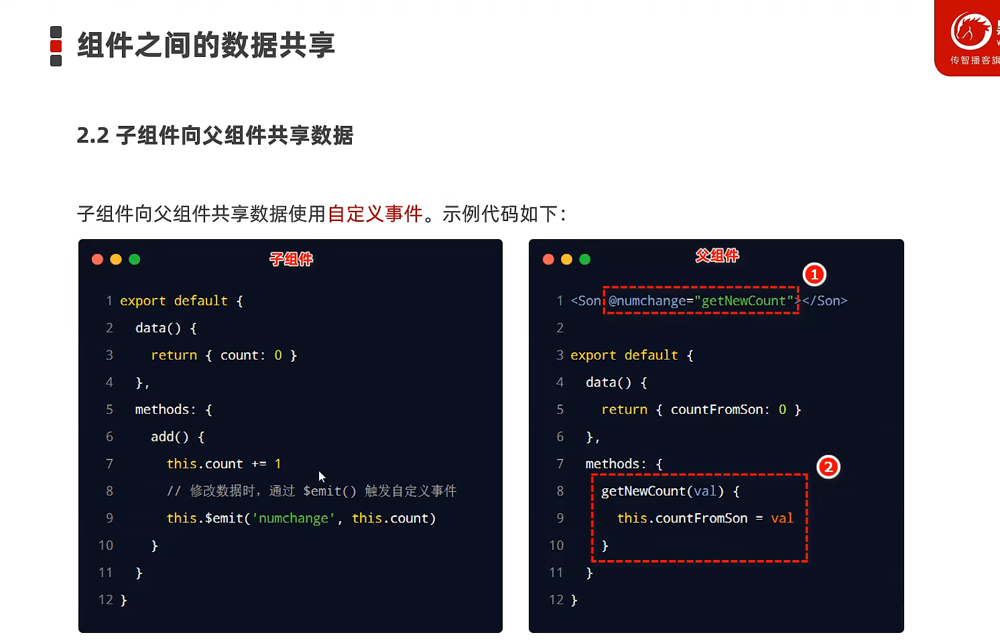 组件之间的数据共享
传智播客旗
2.2 子组件向父组件共享数据
子组件向父组件共享数据使用自定义事件。示例代码如下：
子组件
1 export default {
2   data() {
3     return { count: 0 }
4   },
5   methods: {
6     add() {
7       this.count += 1
8       // 修改数据时，通过 $emit() 触发自定义事件
9       this.$emit('numchange', this.count)
10     }
11   }
12 }
父组件
1
1 <Son @numchange="getNewCount"></Son>
2
3 export default {
4   data() {
5     return { countFromSon: 0 }
6   },
7   methods: {
2
8     getNewCount(val) {
9       this.countFromSon = val
10     }
11   }
12 }